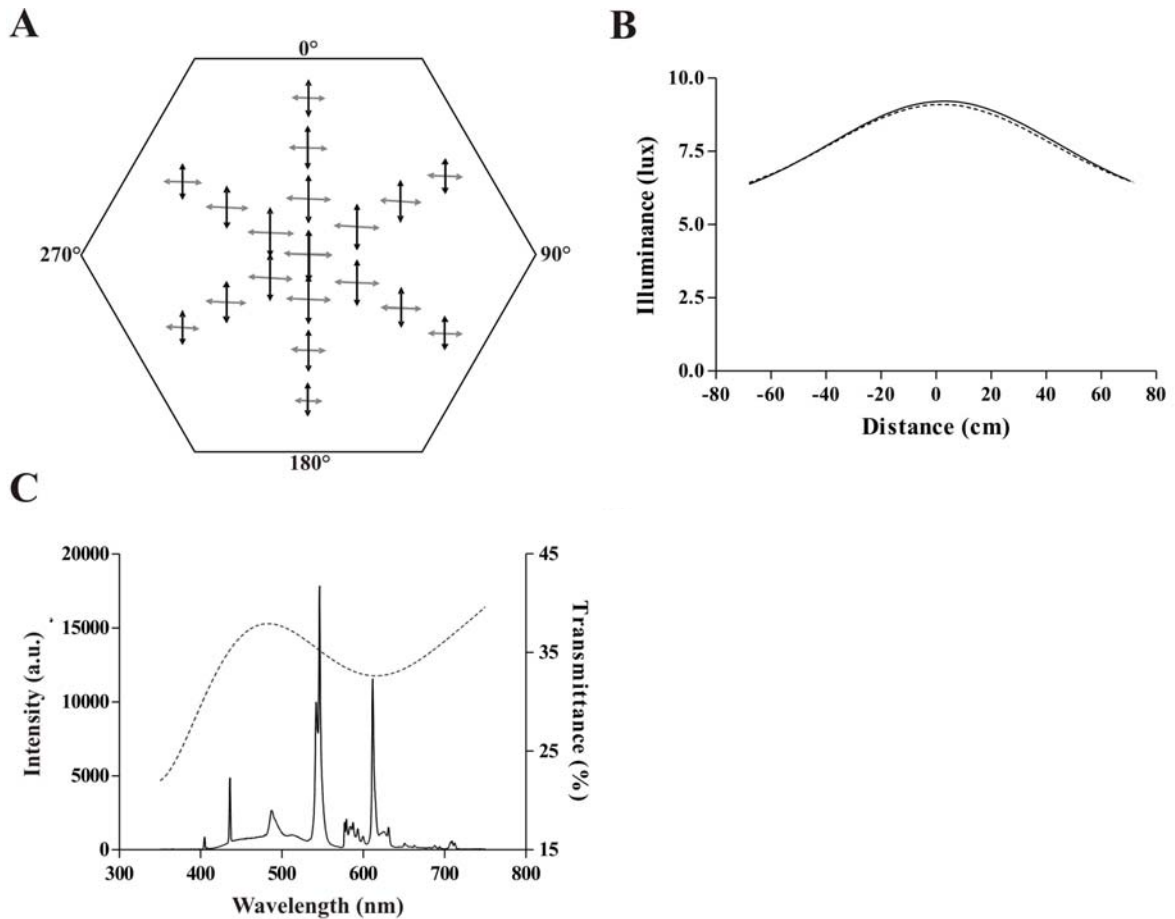 A
0°
270°
90°
180°
B
10.0
7.5
5.0
2.5
0.0
Illuminance (lux)
-80 -60 -40 -20 0 20 40 60 80
Distance (cm)
C
20000
15000
10000
5000
0
Intensity (a.u.)
45
35
25
15
Transmittance (%)
300 400 500 600 700 800
Wavelength (nm)